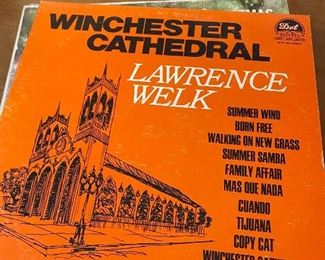 WINCHESTER
CATHEDRAL
Dot
LAWRENCE
WELK
SUMMER WIND
BORN FREE
WALKING ON NEW GRASS
SUMMER SAMBA
FAMILY AFFAIR
MAS QUE NADA
CUANDO
TIJUANA
COPY CAT
WINCHESTER